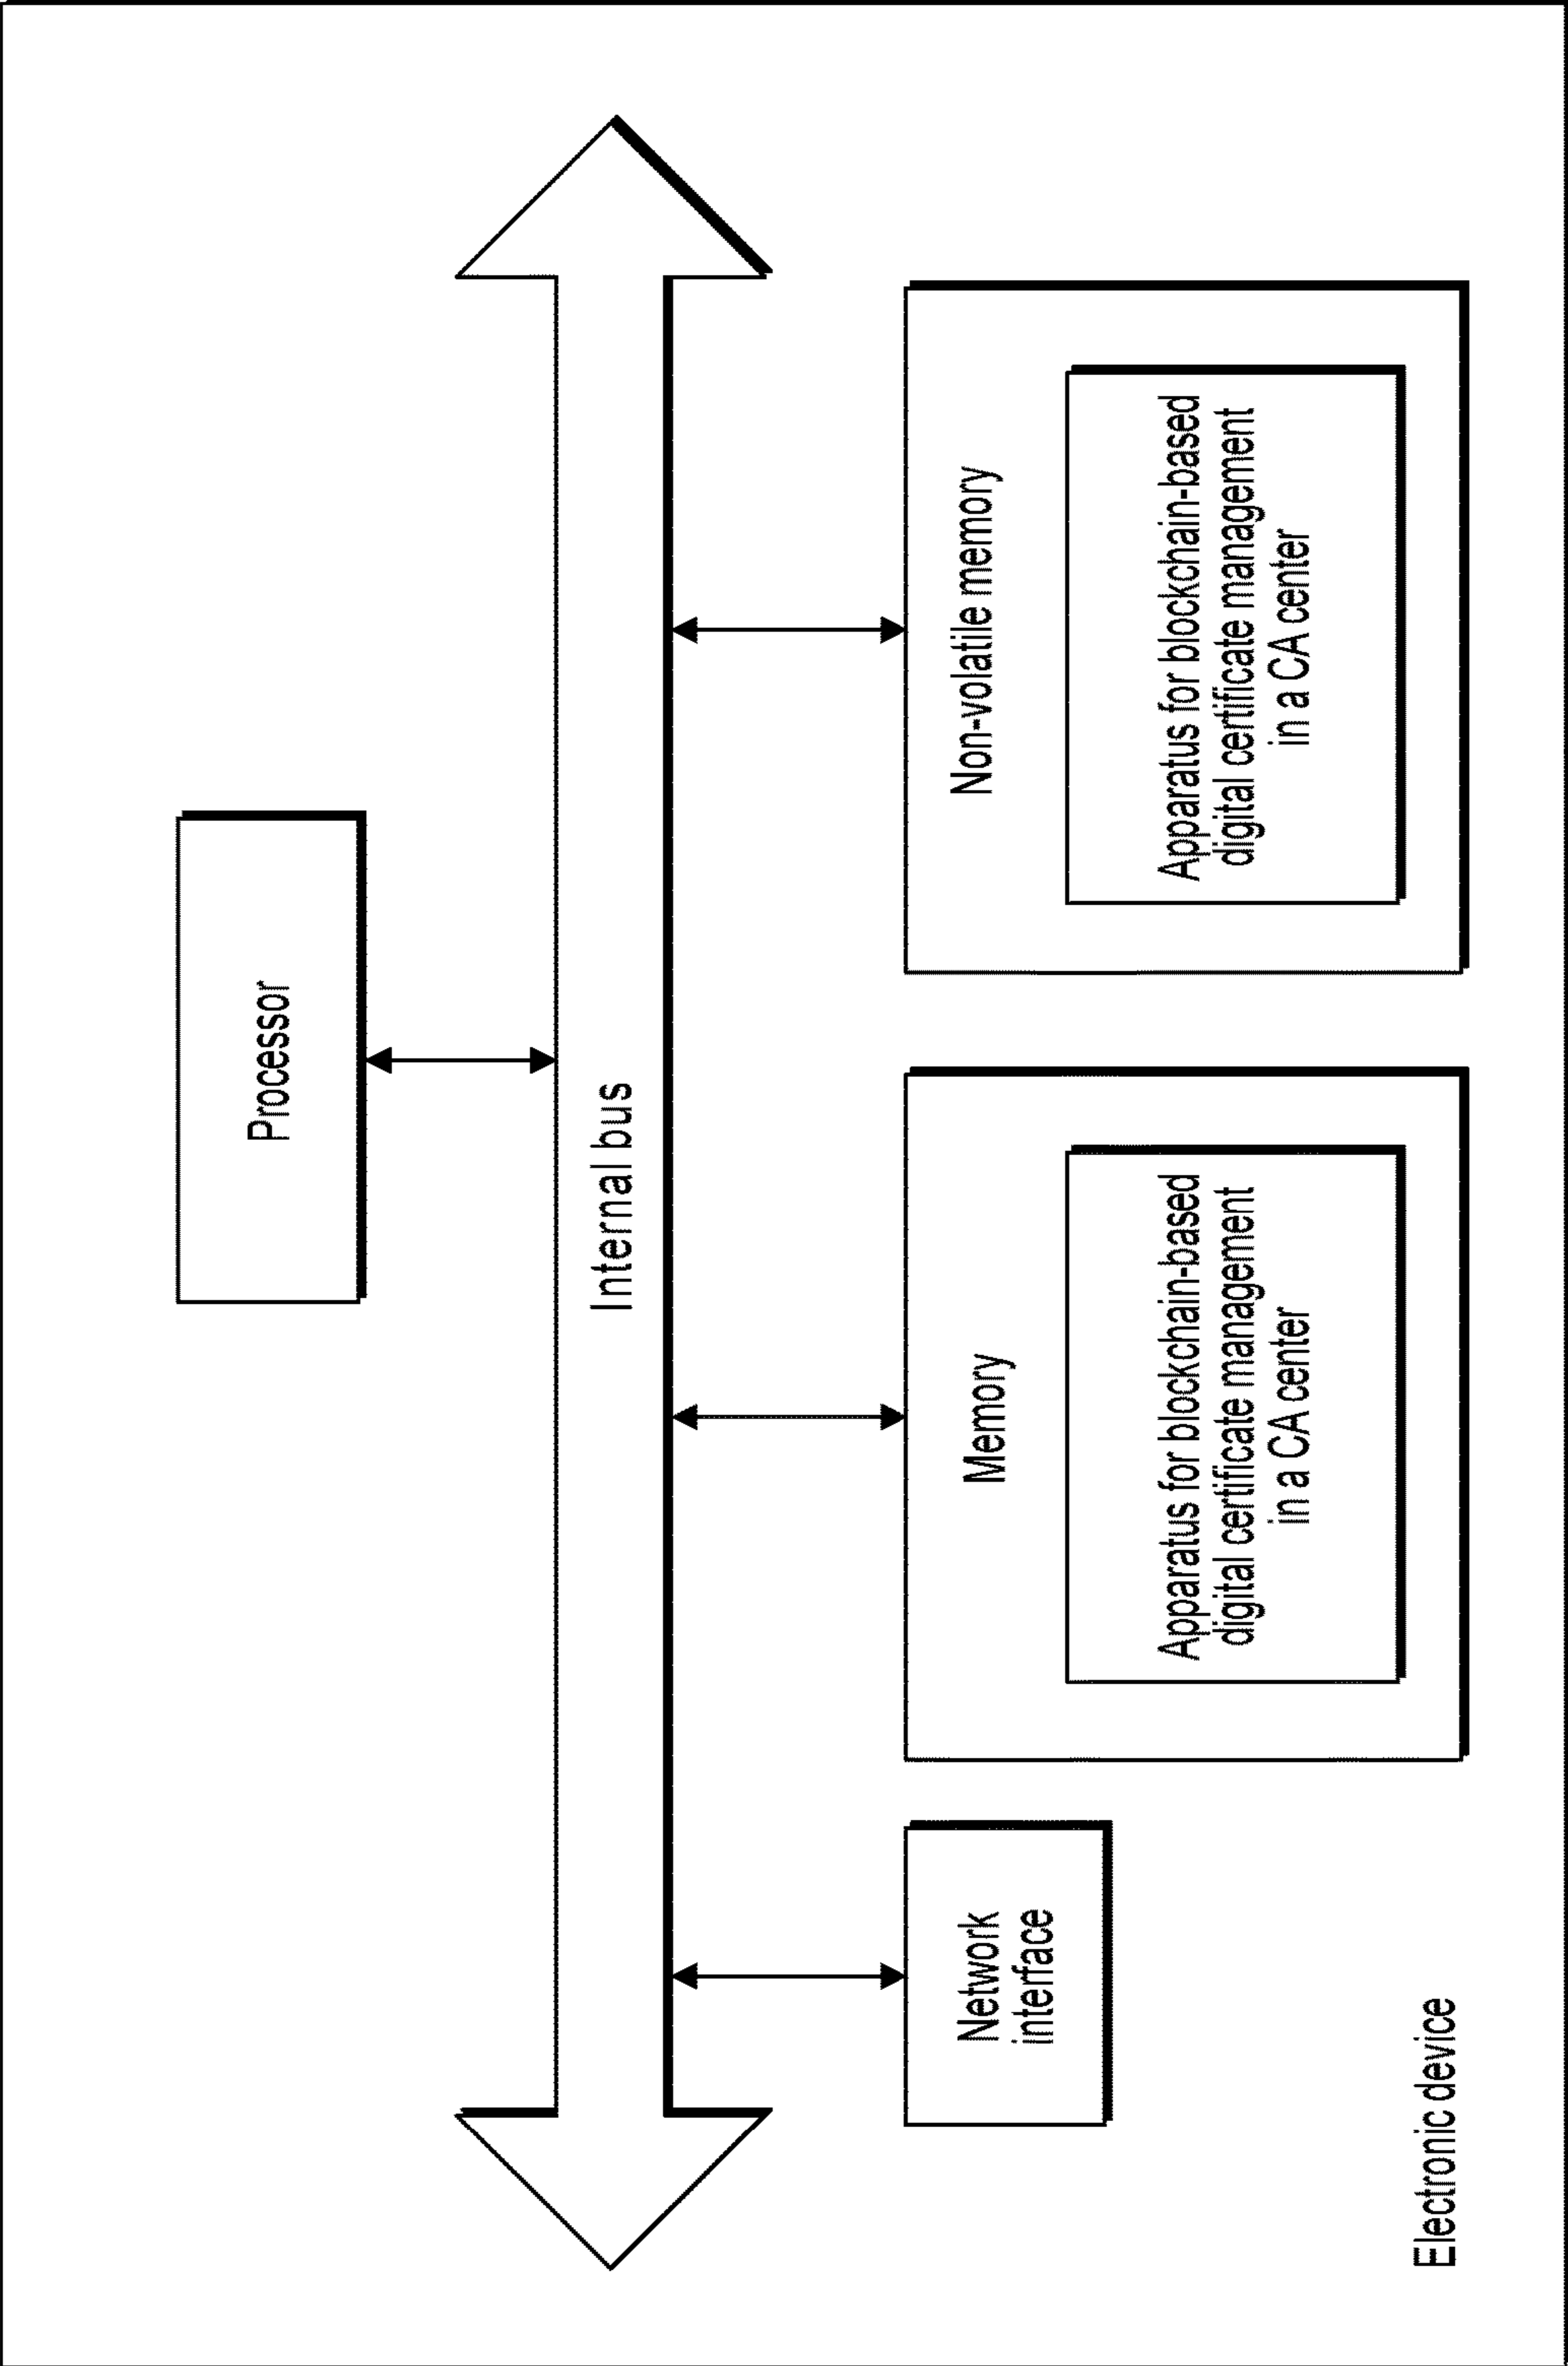 Processor
Internal bus
Network
interface
Memory
Apparatus for blockchain-based
digital certificate management
in a CA center
Non-volatile memory
Apparatus for blockchain-based
digital certificate management
in a CA center
Electronic device